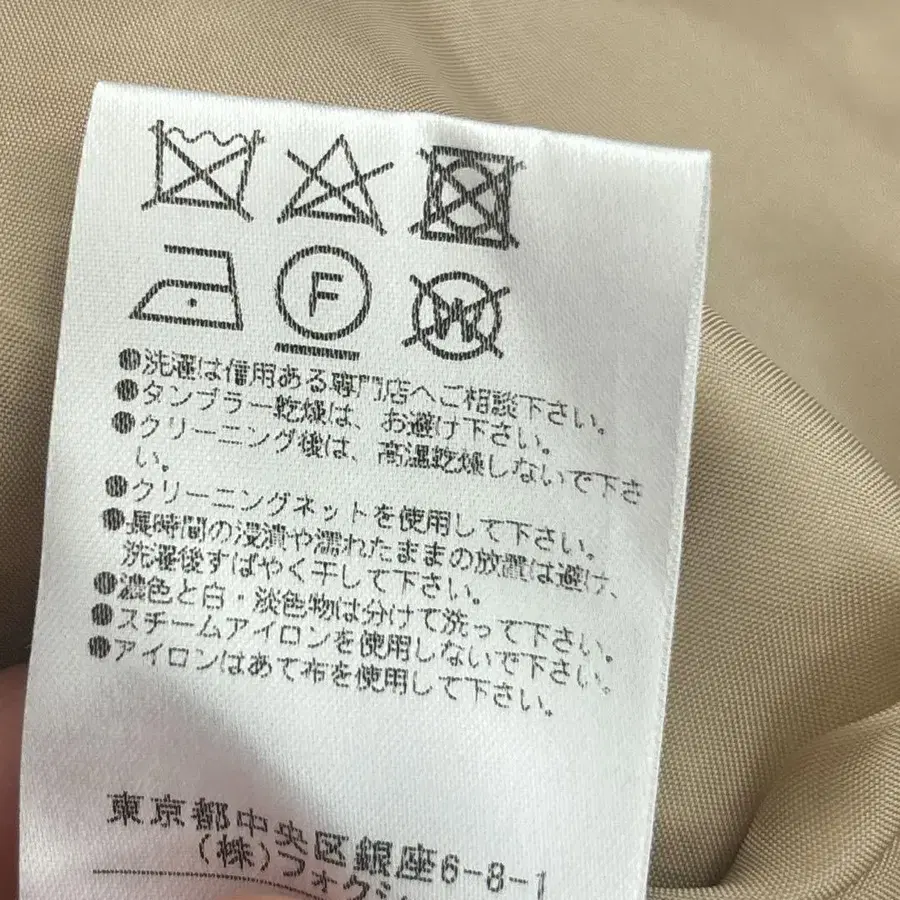 F
W
●洗濯は信用ある専門店へご相談下さい。
●タンブラー乾燥は、お避け下さい。
●クリーニング後は、高温乾燥しないで下さ
い。
●クリーニングネットを使用して下さい。
●長時間の浸漬や濡れたままの放置は避け、
洗濯後すばやく干して下さい。
●濃色と白・淡色物は分けて洗って下さい。
●スチームアイロンを使用しないで下さい。
●アイロンはあて布を使用して下さい。
東京都中央区銀座6-8-1
(株)フォクシ